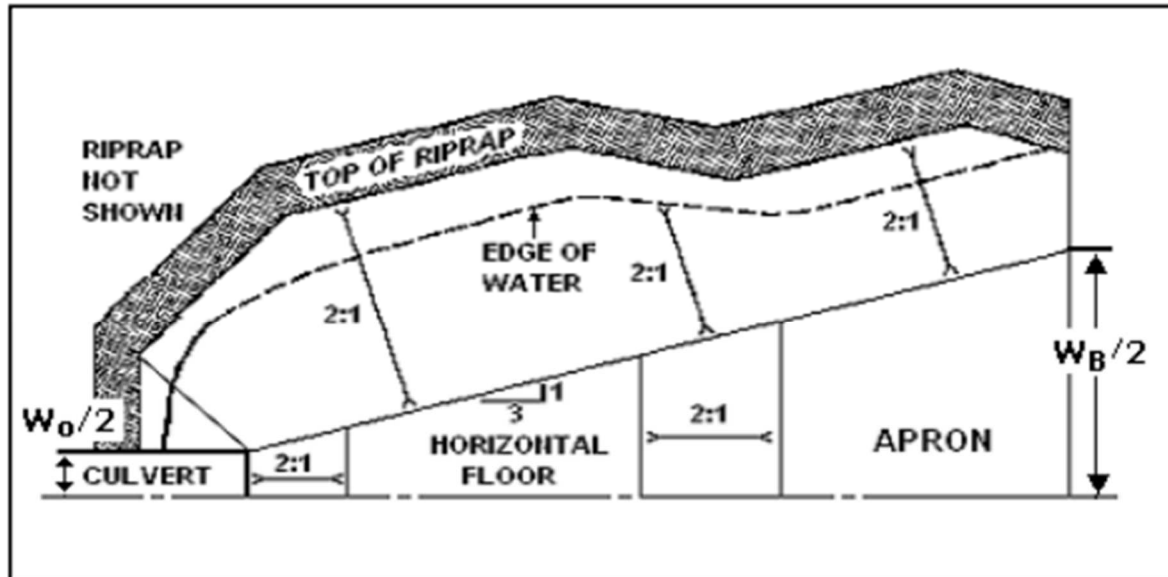 RIPRAP
NOT
SHOWN
TOP OF RIPRAP
EDGE OF
WATER
2:1
2:1
2:1
1
3
W₀/2
CULVERT
2:1
HORIZONTAL
FLOOR
2:1
APRON
W_B/2